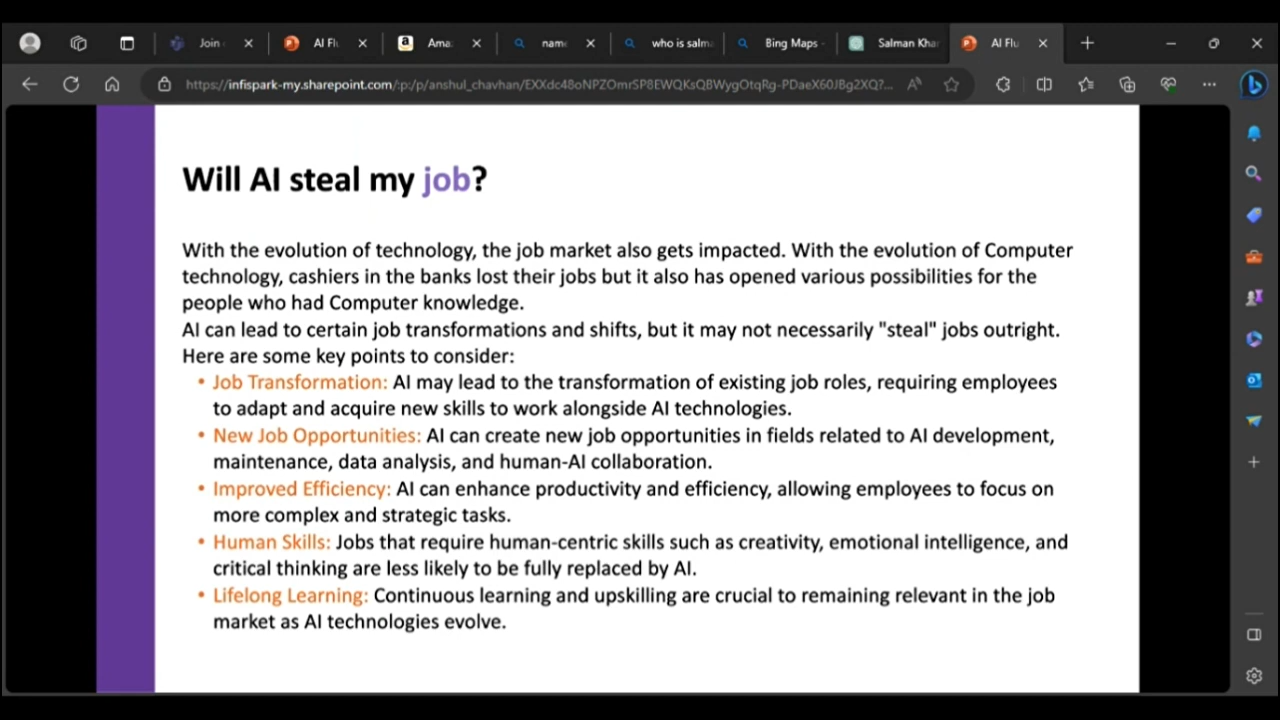 Join
AI Flu
Ama
nam
who is salm
Bing Maps -
Salman Khan
AI Flu
https://infispark-my.sharepoint.com/:p:/p/anshul_chavhan/EXXdc48oNPZOmrSP8EWQKsQBWygOtqRg-PDaeX60JBg2XQ?...
Will AI steal my job?
With the evolution of technology, the job market also gets impacted. With the evolution of Computer
technology, cashiers in the banks lost their jobs but it also has opened various possibilities for the
people who had Computer knowledge.
AI can lead to certain job transformations and shifts, but it may not necessarily "steal" jobs outright.
Here are some key points to consider:
• Job Transformation: AI may lead to the transformation of existing job roles, requiring employees
to adapt and acquire new skills to work alongside AI technologies.
• New Job Opportunities: AI can create new job opportunities in fields related to AI development,
maintenance, data analysis, and human-AI collaboration.
• Improved Efficiency: AI can enhance productivity and efficiency, allowing employees to focus on
more complex and strategic tasks.
• Human Skills: Jobs that require human-centric skills such as creativity, emotional intelligence, and
critical thinking are less likely to be fully replaced by AI.
• Lifelong Learning: Continuous learning and upskilling are crucial to remaining relevant in the job
market as AI technologies evolve.